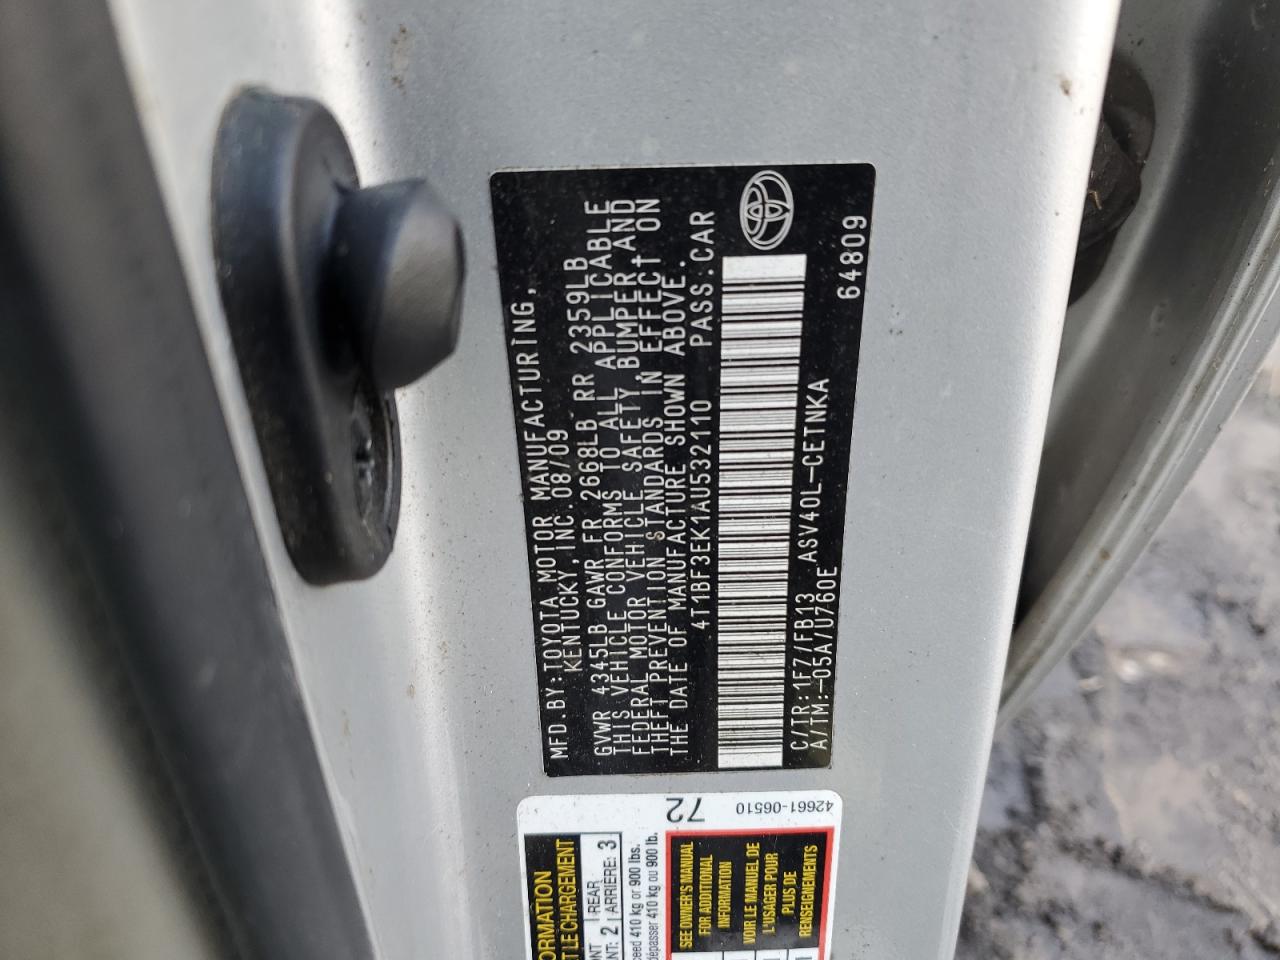 MFD.BY:TOYOTA MOTOR MANUFACTURING,
KENTUCKY,INC.08/09
GVWR 4345LB GAWR FR 2668LB RR 2359LB
THIS VEHICLE CONFORMS TO ALL APPLICABLE
FEDERAL MOTOR VEHICLE SAFETY, BUMPER,AND
THEFT PREVENTION STANDARDS IN EFFECT ON
THE DATE OF MANUFACTURE SHOWN ABOVE.
4T1BF3EK1AU532110 PASS.CAR
C/TR:1F7/FB13 ASV40L-CETNKA
A/TM:-05A/U760E
64809
72
42661-06510
ORMATION
T LE CHARGEMENT
REAR
ANT: 2 ARRIÈRE: 3
ceed 410 kg or 900 lbs.
dépasser 410 kg ou 900 lb.
SEE OWNER'S MANUAL
FOR ADDITIONAL
INFORMATION
VOIR LE MANUEL DE
L'USAGER POUR
PLUS DE
RENSEIGNEMENTS